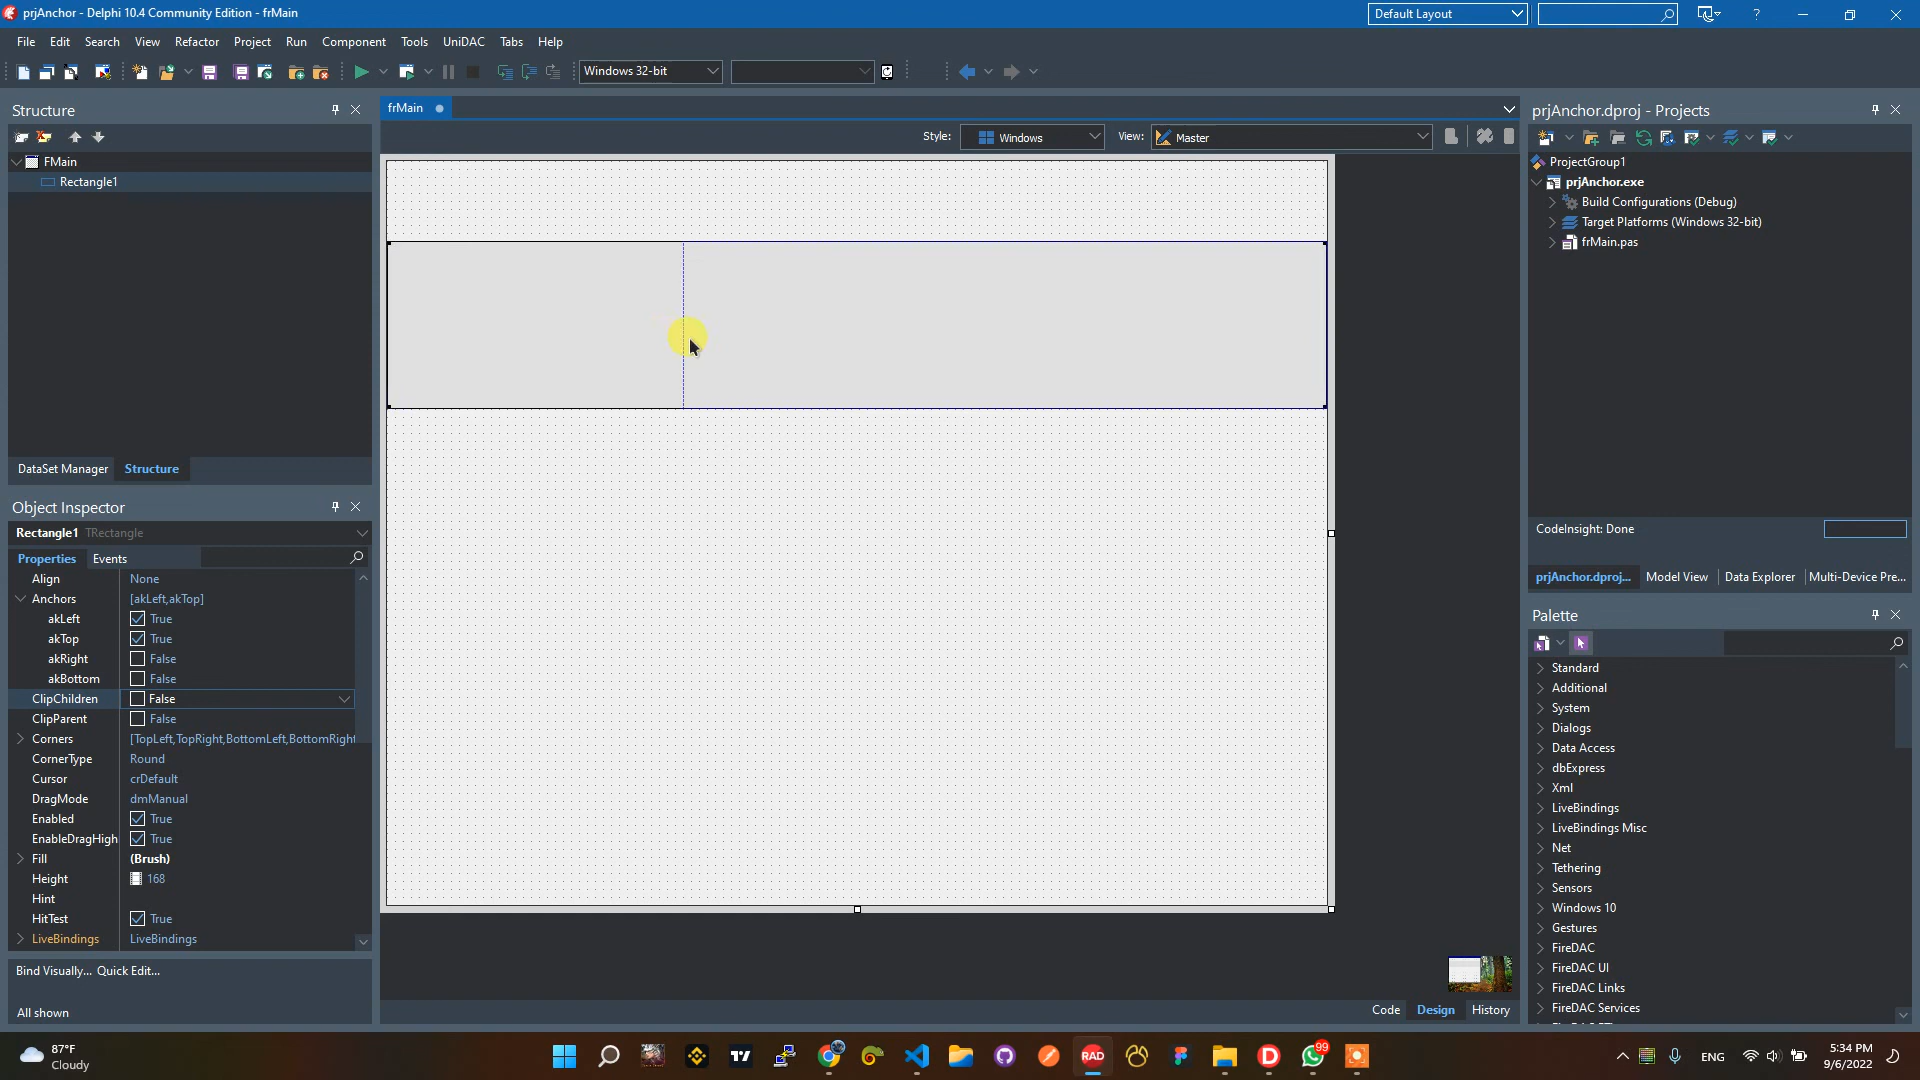 prjAnchor - Delphi 10.4 Community Edition - frMain
Default Layout
?
File Edit Search View Refactor Project Run Component Tools UniDAC Tabs Help
Windows 32-bit
Structure
FMain
Rectangle1
DataSet Manager Structure
frMain
Style: Windows View: Master
prjAnchor.dproj - Projects
ProjectGroup1
prjAnchor.exe
Build Configurations (Debug)
Target Platforms (Windows 32-bit)
frMain.pas
CodeInsight: Done
prjAnchor.dproj... Model View Data Explorer Multi-Device Pre...
Object Inspector
Rectangle1 TRectangle
Properties Events
Align None
Anchors [akLeft,akTop]
akLeft True
akTop True
akRight False
akBottom False
ClipChildren False
ClipParent False
Corners [TopLeft,TopRight,BottomLeft,BottomRight
CornerType Round
Cursor crDefault
DragMode dmManual
Enabled True
EnableDragHigh True
Fill (Brush)
Height 168
Hint
HitTest True
LiveBindings LiveBindings
Bind Visually... Quick Edit...
All shown
Palette
Standard
Additional
System
Dialogs
Data Access
dbExpress
Xml
LiveBindings
LiveBindings Misc
Net
Tethering
Sensors
Windows 10
Gestures
FireDAC
FireDAC UI
FireDAC Links
FireDAC Services
Code Design History
87°F
Cloudy
RAD
99
ENG
5:34 PM
9/6/2022